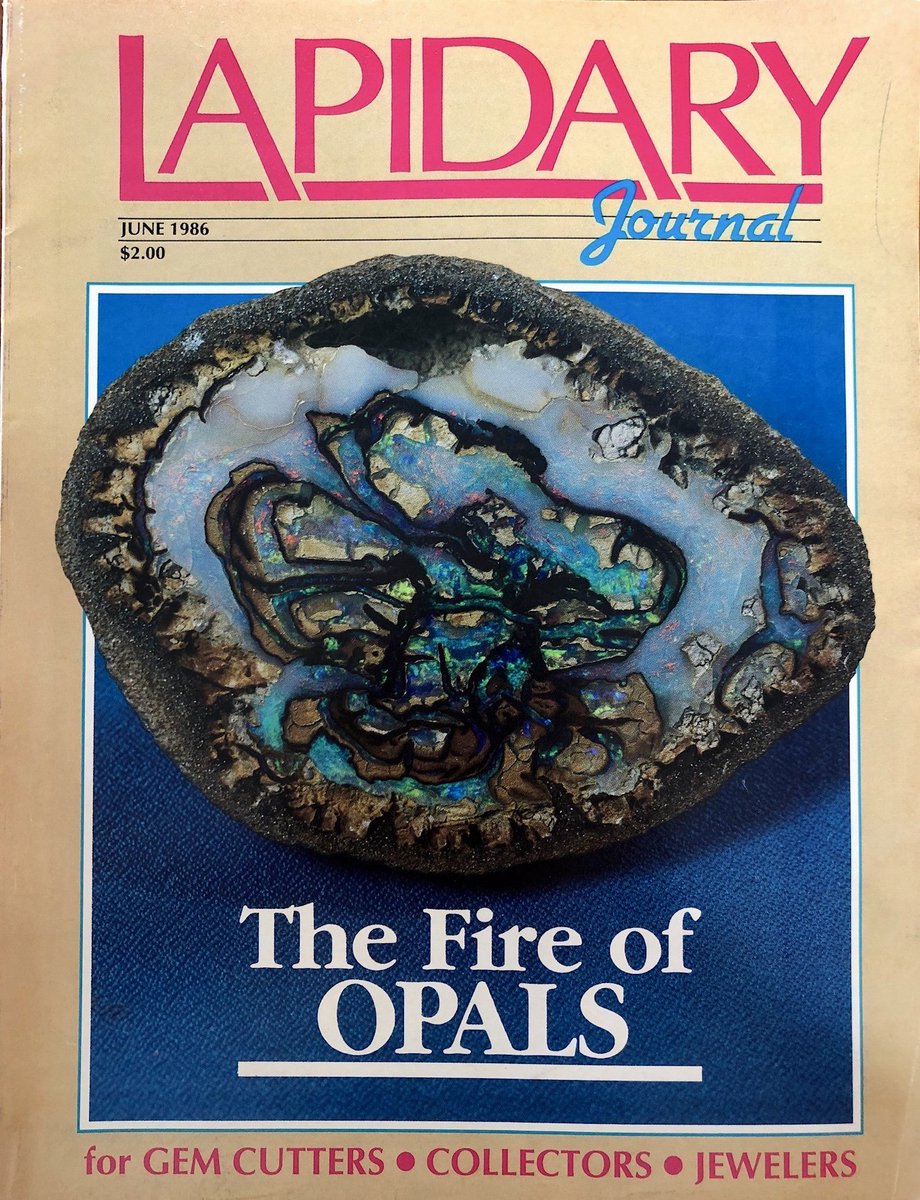 LAPIDARY
Journal
JUNE 1986
$2.00
The Fire of
OPALS
for GEM CUTTERS • COLLECTORS • JEWELERS